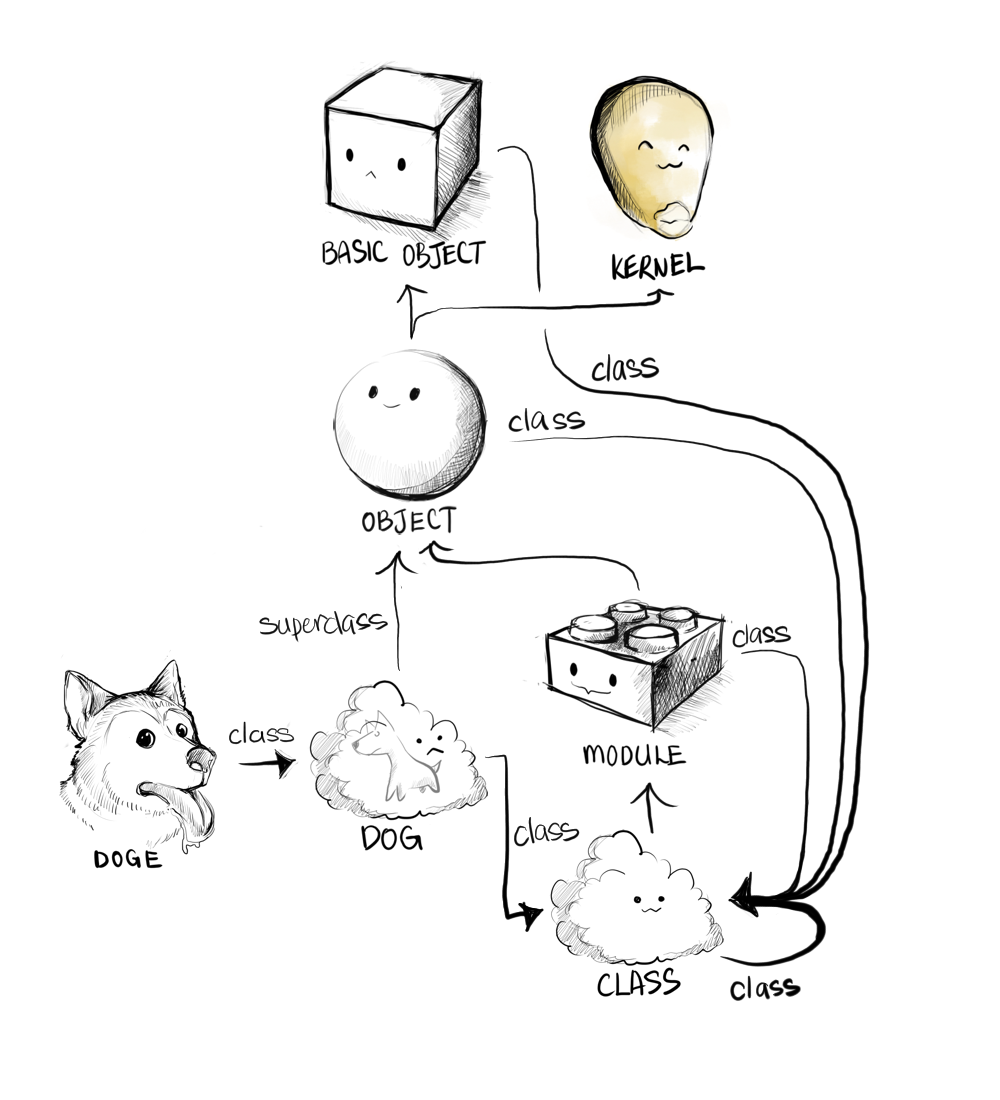 BASIC OBJECT
KERNEL
class
class
OBJECT
superclass
class
class
MODULE
DOG
class
DOGE
CLASS
class